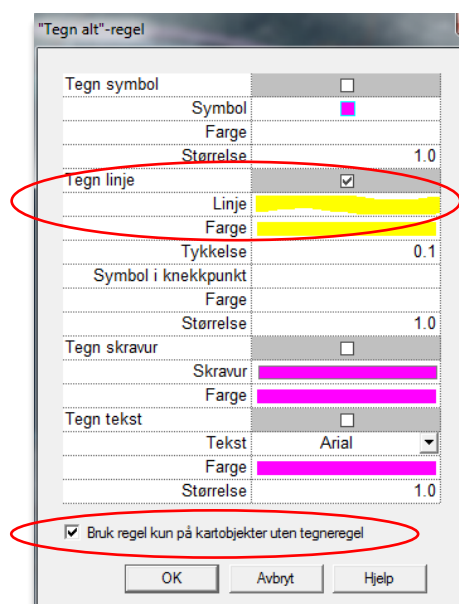 "Tegn alt"-regel
Tegn symbol
Symbol
Farge
Størrelse 1.0
Tegn linje
Linje
Farge
Tykkelse 0.1
Symbol i knekkpunkt
Farge
Størrelse 1.0
Tegn skravur
Skravur
Farge
Tegn tekst
Tekst Arial
Farge
Størrelse 1.0
Bruk regel kun på kartobjekter uten tegneregel
OK Avbryt Hjelp